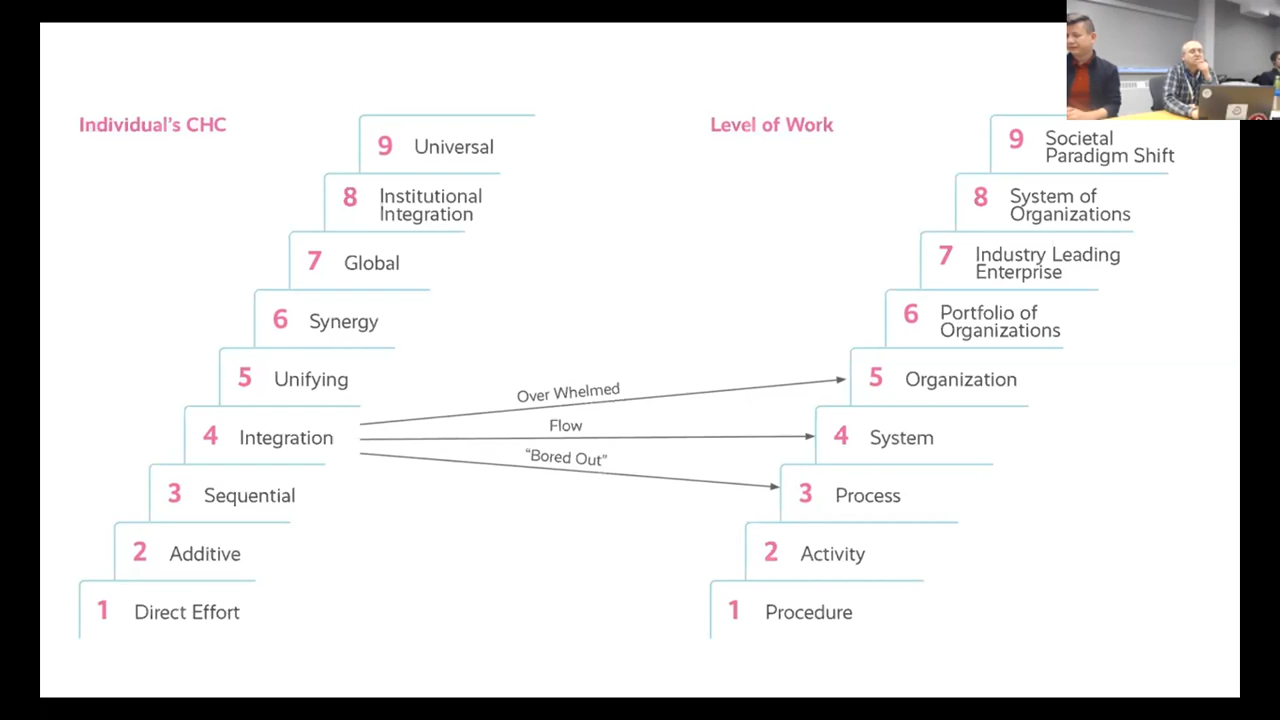 Individual's CHC
9 Universal
8 Institutional
Integration
7 Global
6 Synergy
5 Unifying
4 Integration
3 Sequential
2 Additive
1 Direct Effort
Over Whelmed
Flow
"Bored Out"
Level of Work
9 Societal
Paradigm Shift
8 System of
Organizations
7 Industry Leading
Enterprise
6 Portfolio of
Organizations
5 Organization
4 System
3 Process
2 Activity
1 Procedure